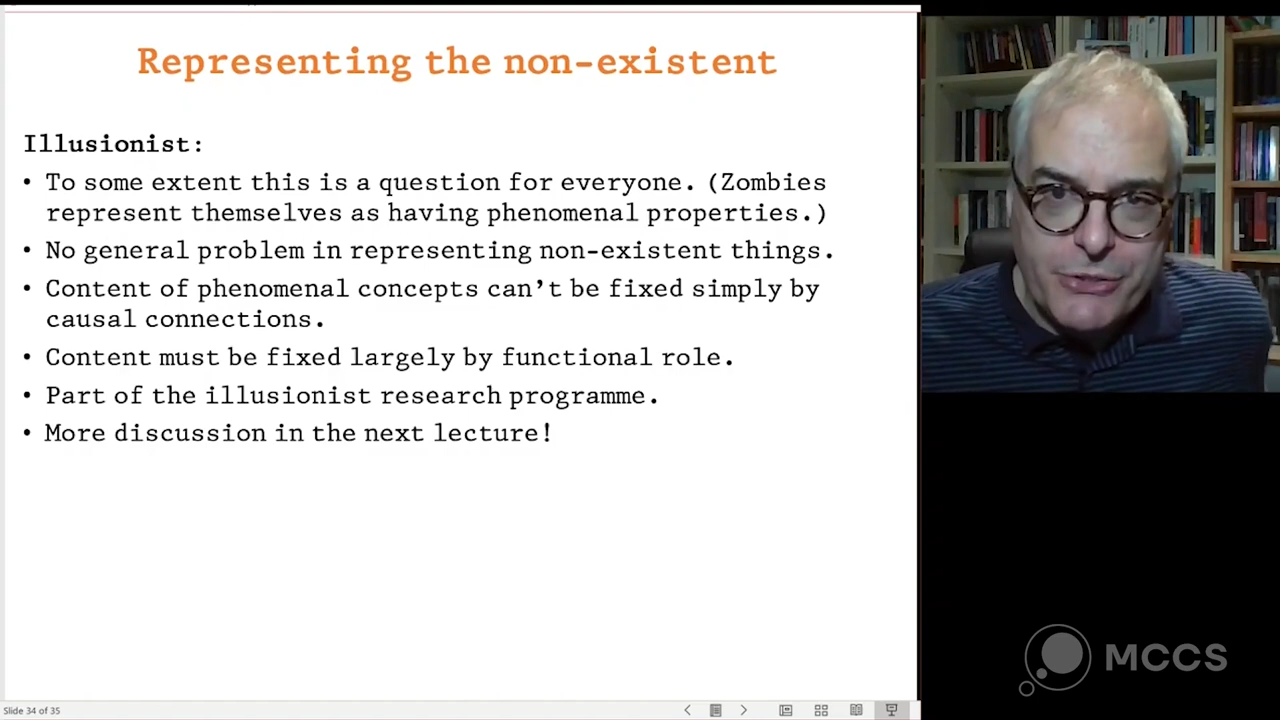 Representing the non-existent
Illusionist:
• To some extent this is a question for everyone. (Zombies
represent themselves as having phenomenal properties.)
• No general problem in representing non-existent things.
• Content of phenomenal concepts can't be fixed simply by
causal connections.
• Content must be fixed largely by functional role.
• Part of the illusionist research programme.
• More discussion in the next lecture!
MCCS
Slide 34 of 35